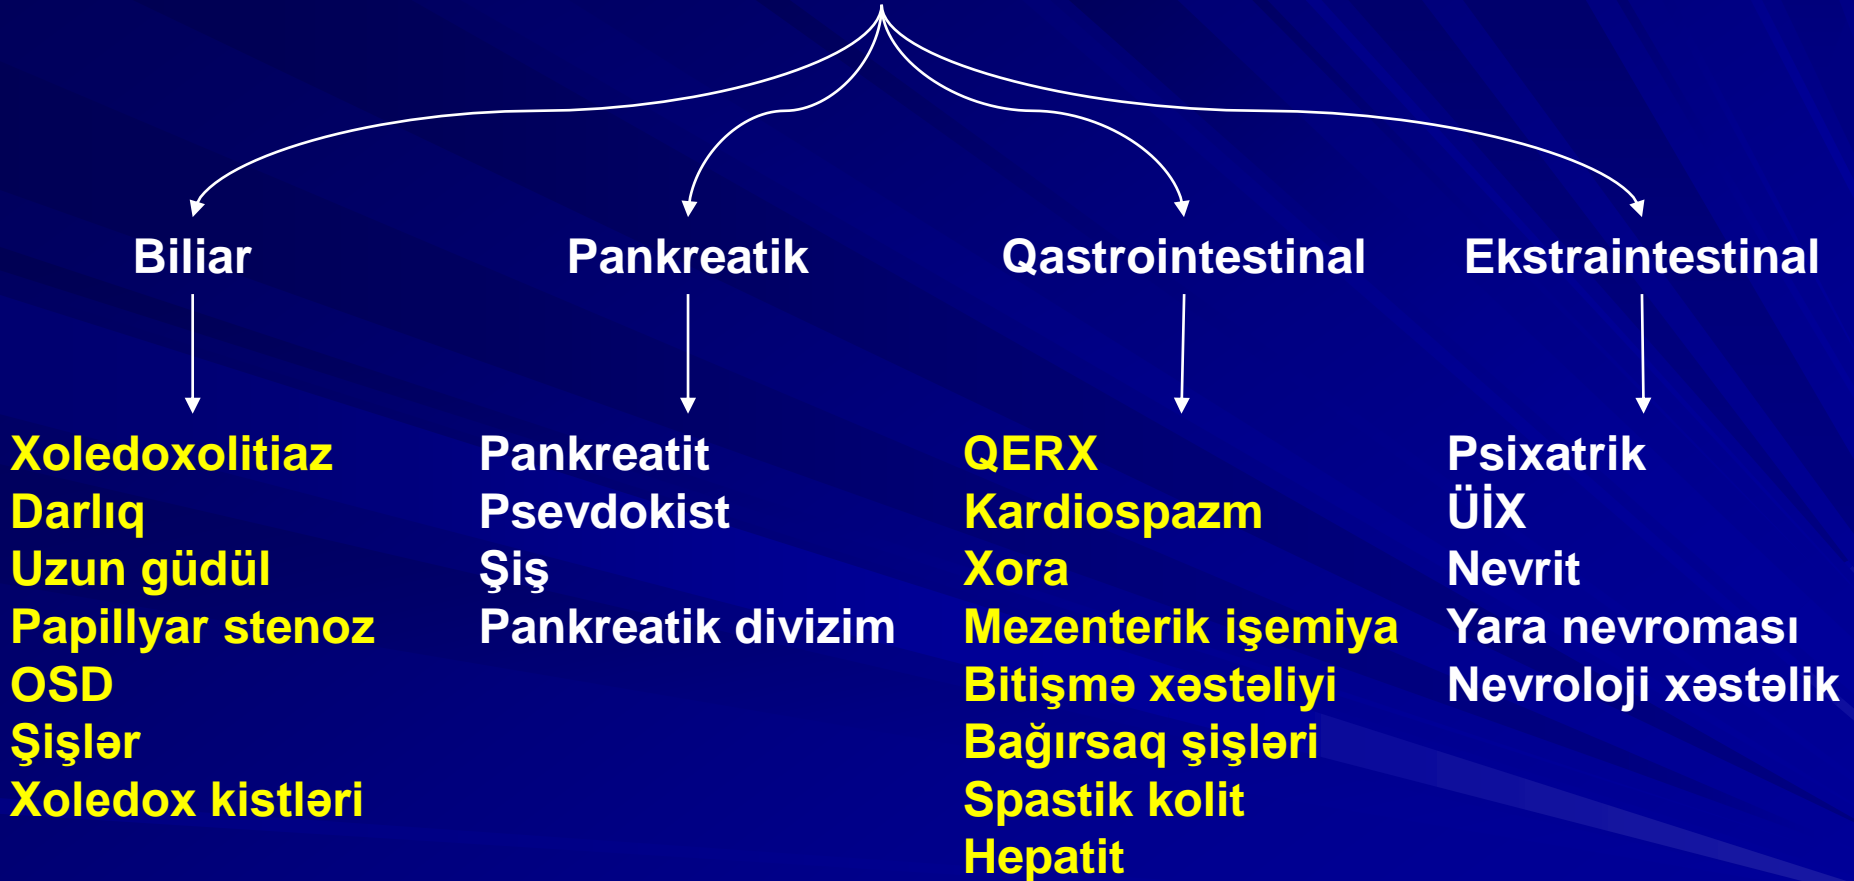 Biliar
Pankreatik
Qastrointestinal
Ekstraintestinal
Xoledoxolitiaz
Darlıq
Uzun güdül
Papillyar stenoz
OSD
Şişlər
Xoledox kistləri
Pankreatit
Psevdokist
Şiş
Pankreatik divizim
QERX
Kardiospazm
Xora
Mezenterik işemiya
Bitişmə xəstəliyi
Bağırsaq şişləri
Spastik kolit
Hepatit
Psixatrik
ÜİX
Nevrit
Yara nevroması
Nevroloji xəstəlik